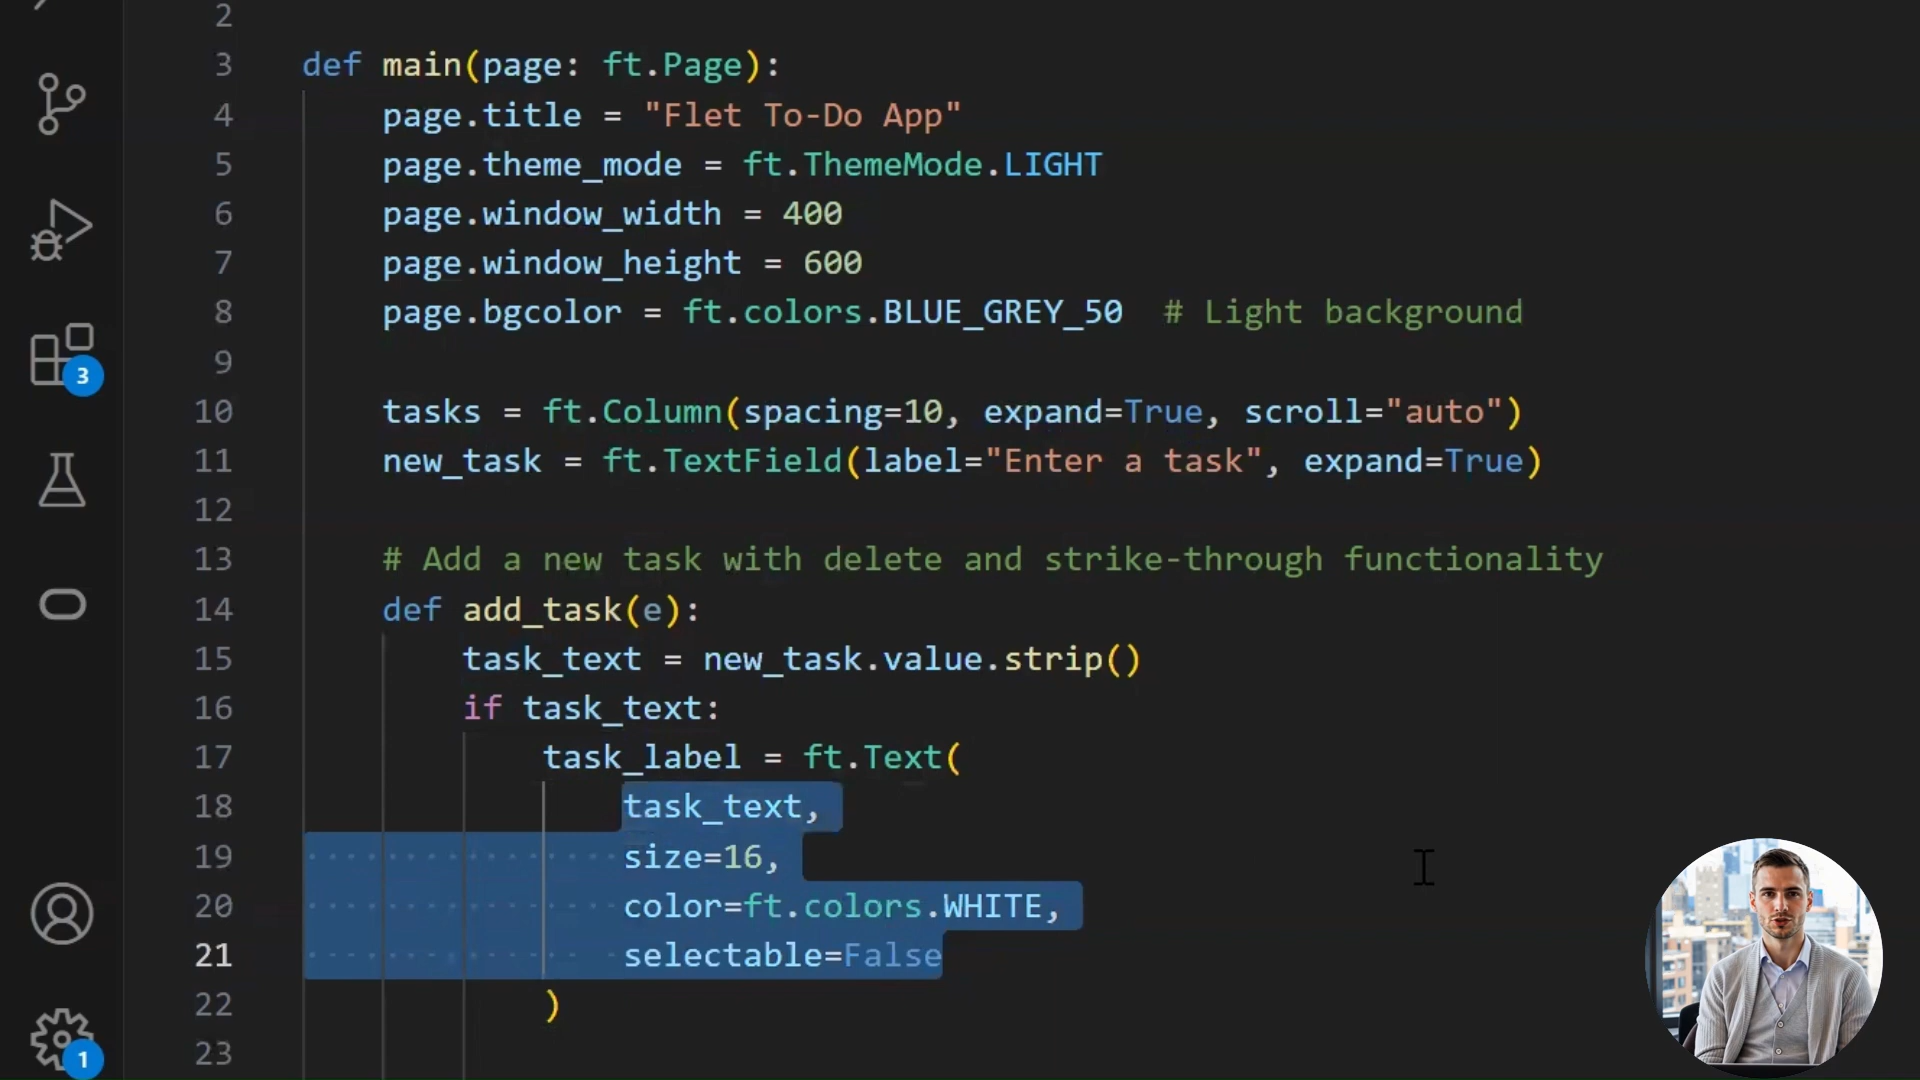 2
3 def main(page: ft.Page):
4 page.title = "Flet To-Do App"
5 page.theme_mode = ft.ThemeMode.LIGHT
6 page.window_width = 400
7 page.window_height = 600
8 page.bgcolor = ft.colors.BLUE_GREY_50 # Light background
9
10 tasks = ft.Column(spacing=10, expand=True, scroll="auto")
11 new_task = ft.TextField(label="Enter a task", expand=True)
12
13 # Add a new task with delete and strike-through functionality
14 def add_task(e):
15 task_text = new_task.value.strip()
16 if task_text:
17 task_label = ft.Text(
18 task_text,
19 size=16,
20 color=ft.colors.WHITE,
21 selectable=False
22 )
23
3
1